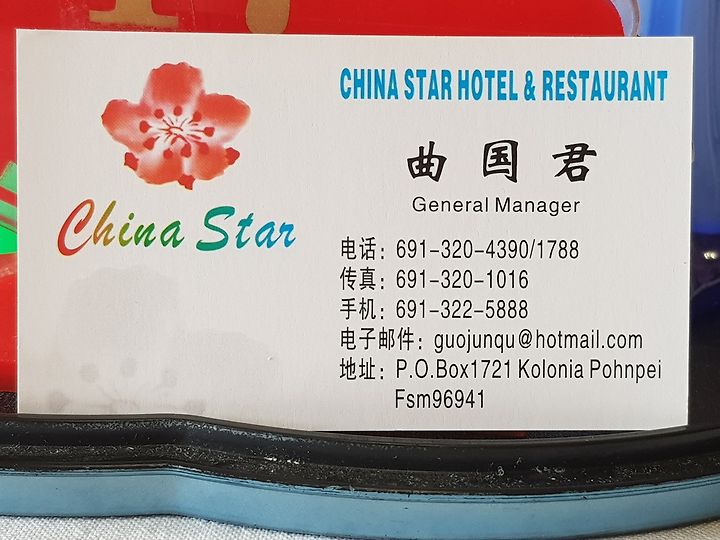 China Star
CHINA STAR HOTEL & RESTAURANT
曲国君
General Manager
电话: 691-320-4390/1788
传真: 691-320-1016
手机: 691-322-5888
电子邮件: guojunqu@hotmail.com
地址: P.O.Box1721 Kolonia Pohnpei
Fsm96941